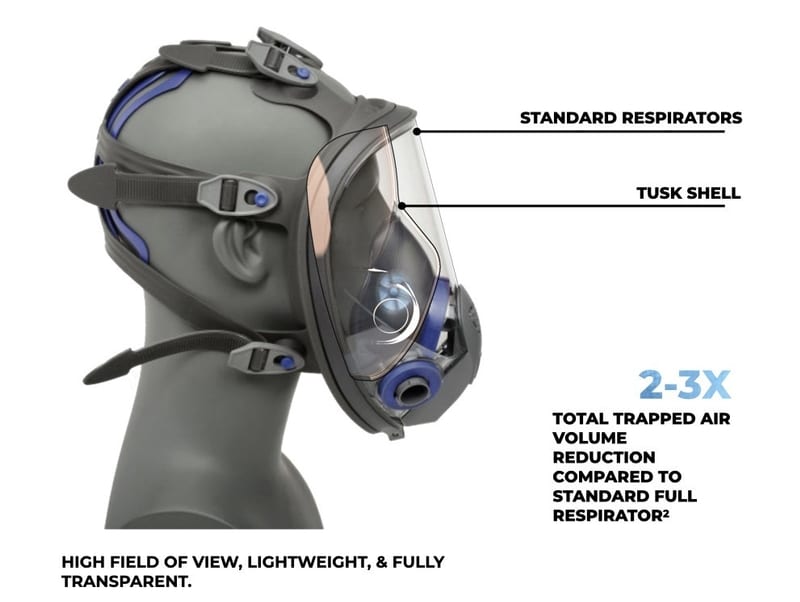 STANDARD RESPIRATORS
TUSK SHELL
2-3X
TOTAL TRAPPED AIR
VOLUME
REDUCTION
COMPARED TO
STANDARD FULL
RESPIRATOR²
HIGH FIELD OF VIEW, LIGHTWEIGHT, & FULLY
TRANSPARENT.